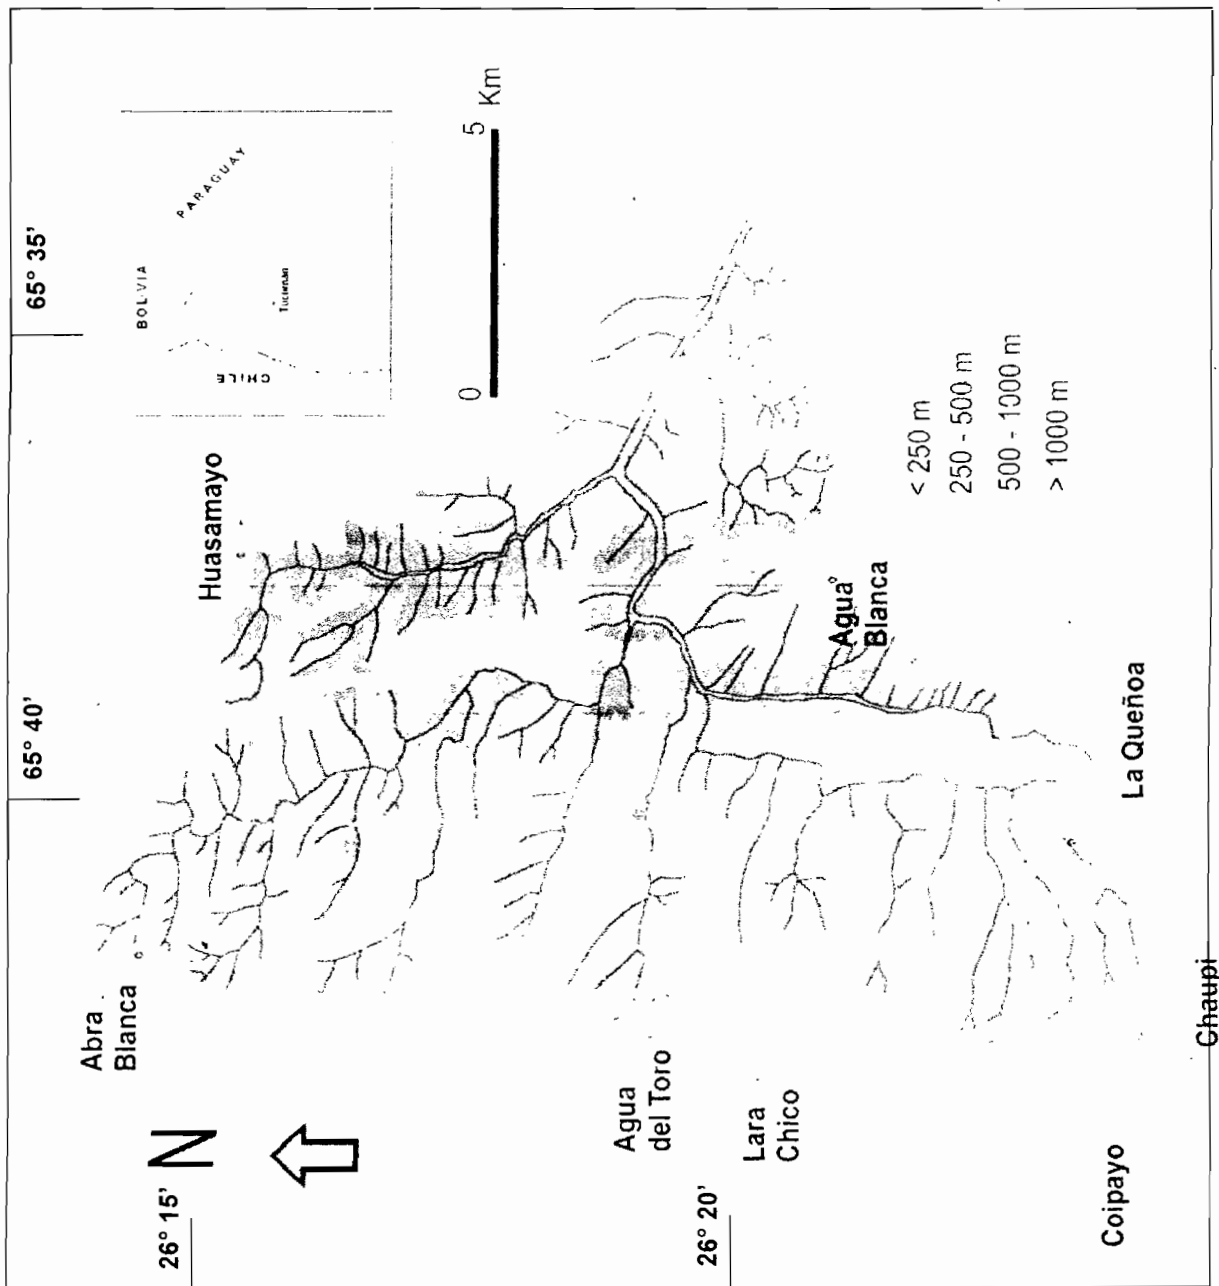 65° 40'
65° 35'
26° 15'
26° 20'
N
Abra
Blanca
Huasamayo
BOLIVIA
PARAGUAY
CHILE
Tucumán
0
5
Km
Agua
del Toro
Lara
Chico
Agua
Blanca
< 250 m
250 - 500 m
500 - 1000 m
> 1000 m
Coipayo
La Queñoa
Chaupi